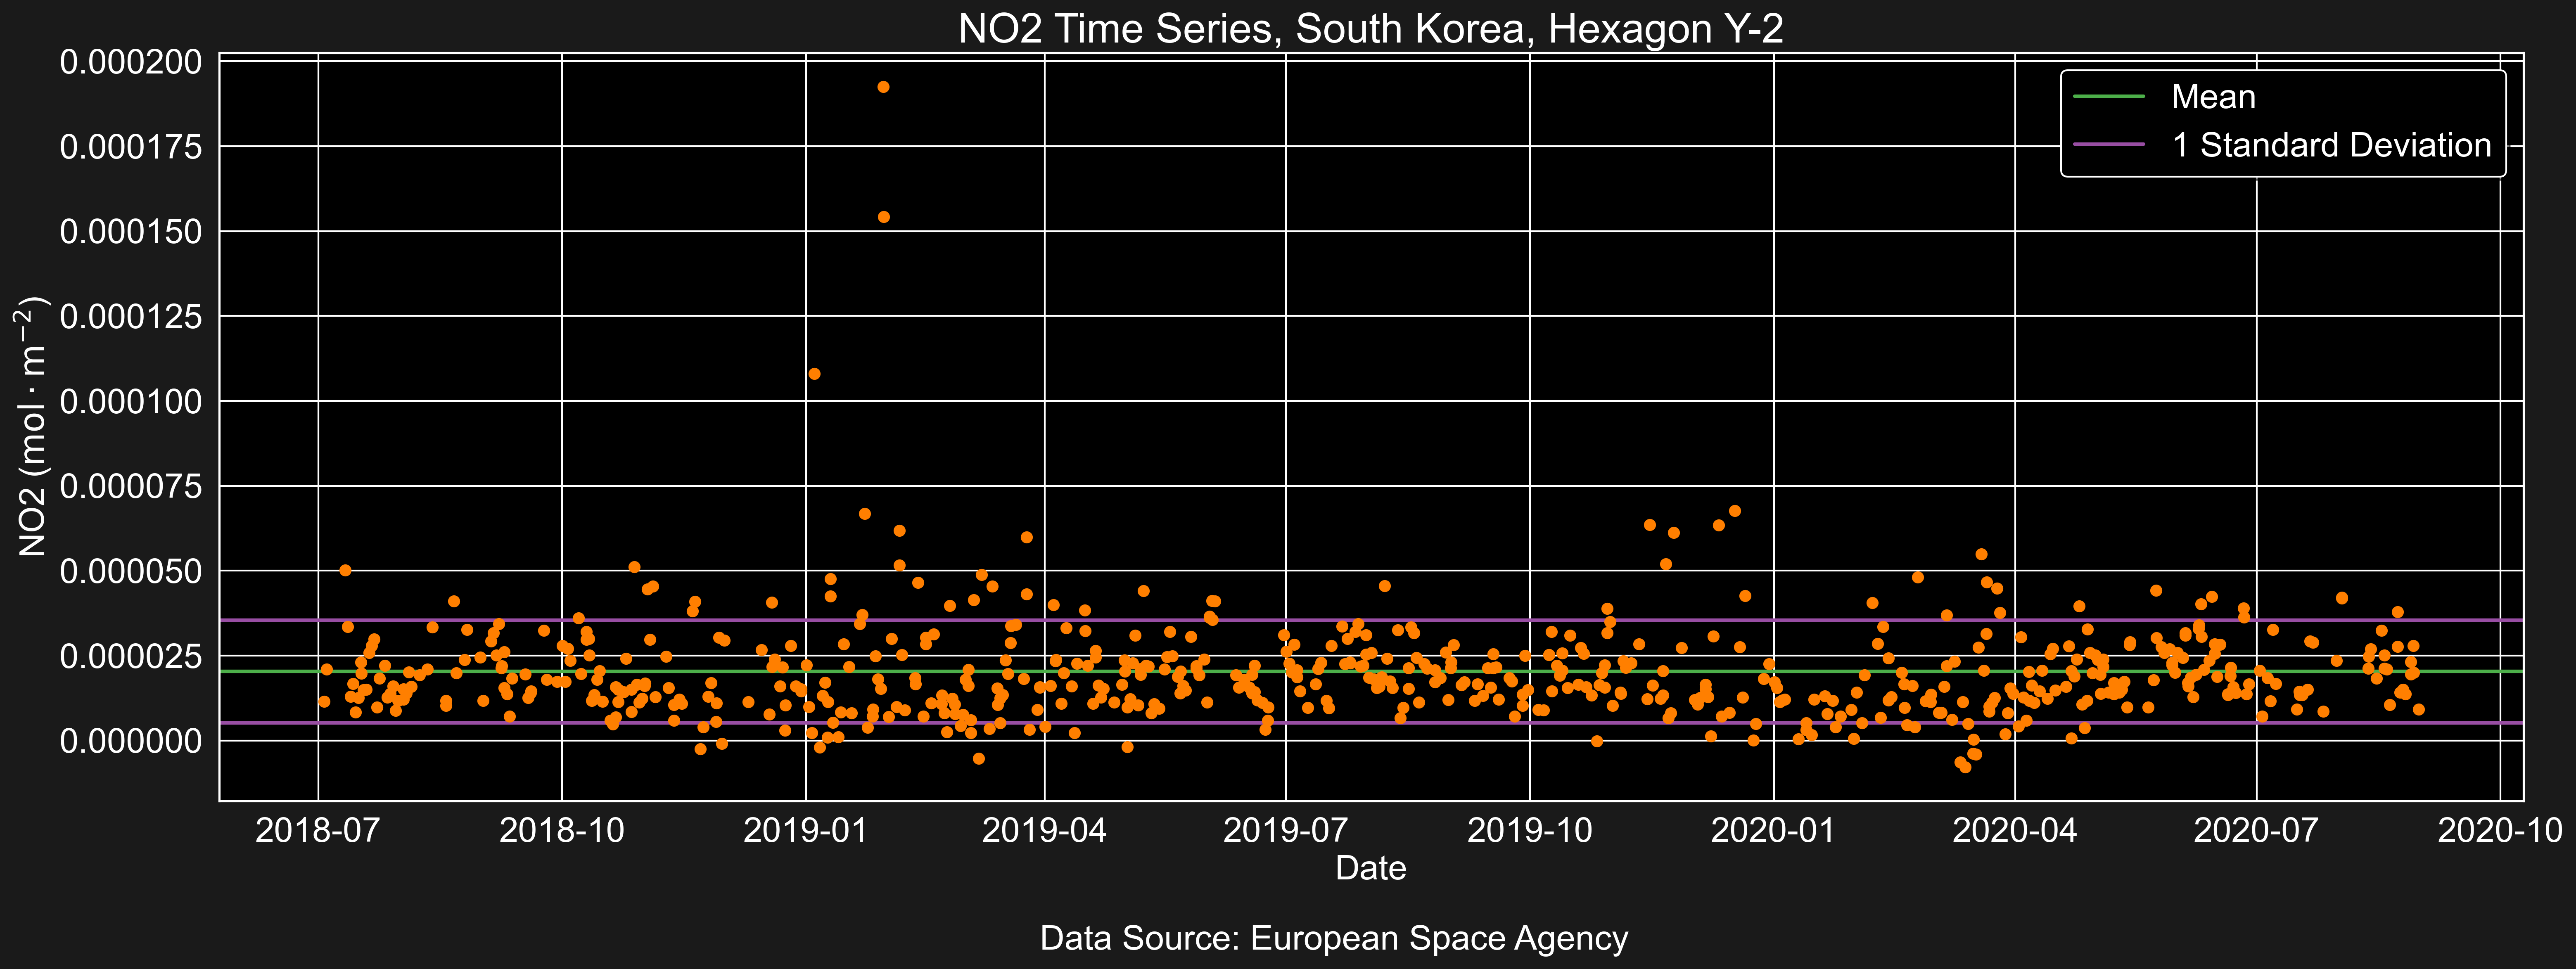 NO2 Time Series, South Korea, Hexagon Y-2
Mean
1 Standard Deviation
NO2 (mol · m⁻²)
0.000200
0.000175
0.000150
0.000125
0.000100
0.000075
0.000050
0.000025
0.000000
2018-07 2018-10 2019-01 2019-04 2019-07 2019-10 2020-01 2020-04 2020-07 2020-10
Date
Data Source: European Space Agency